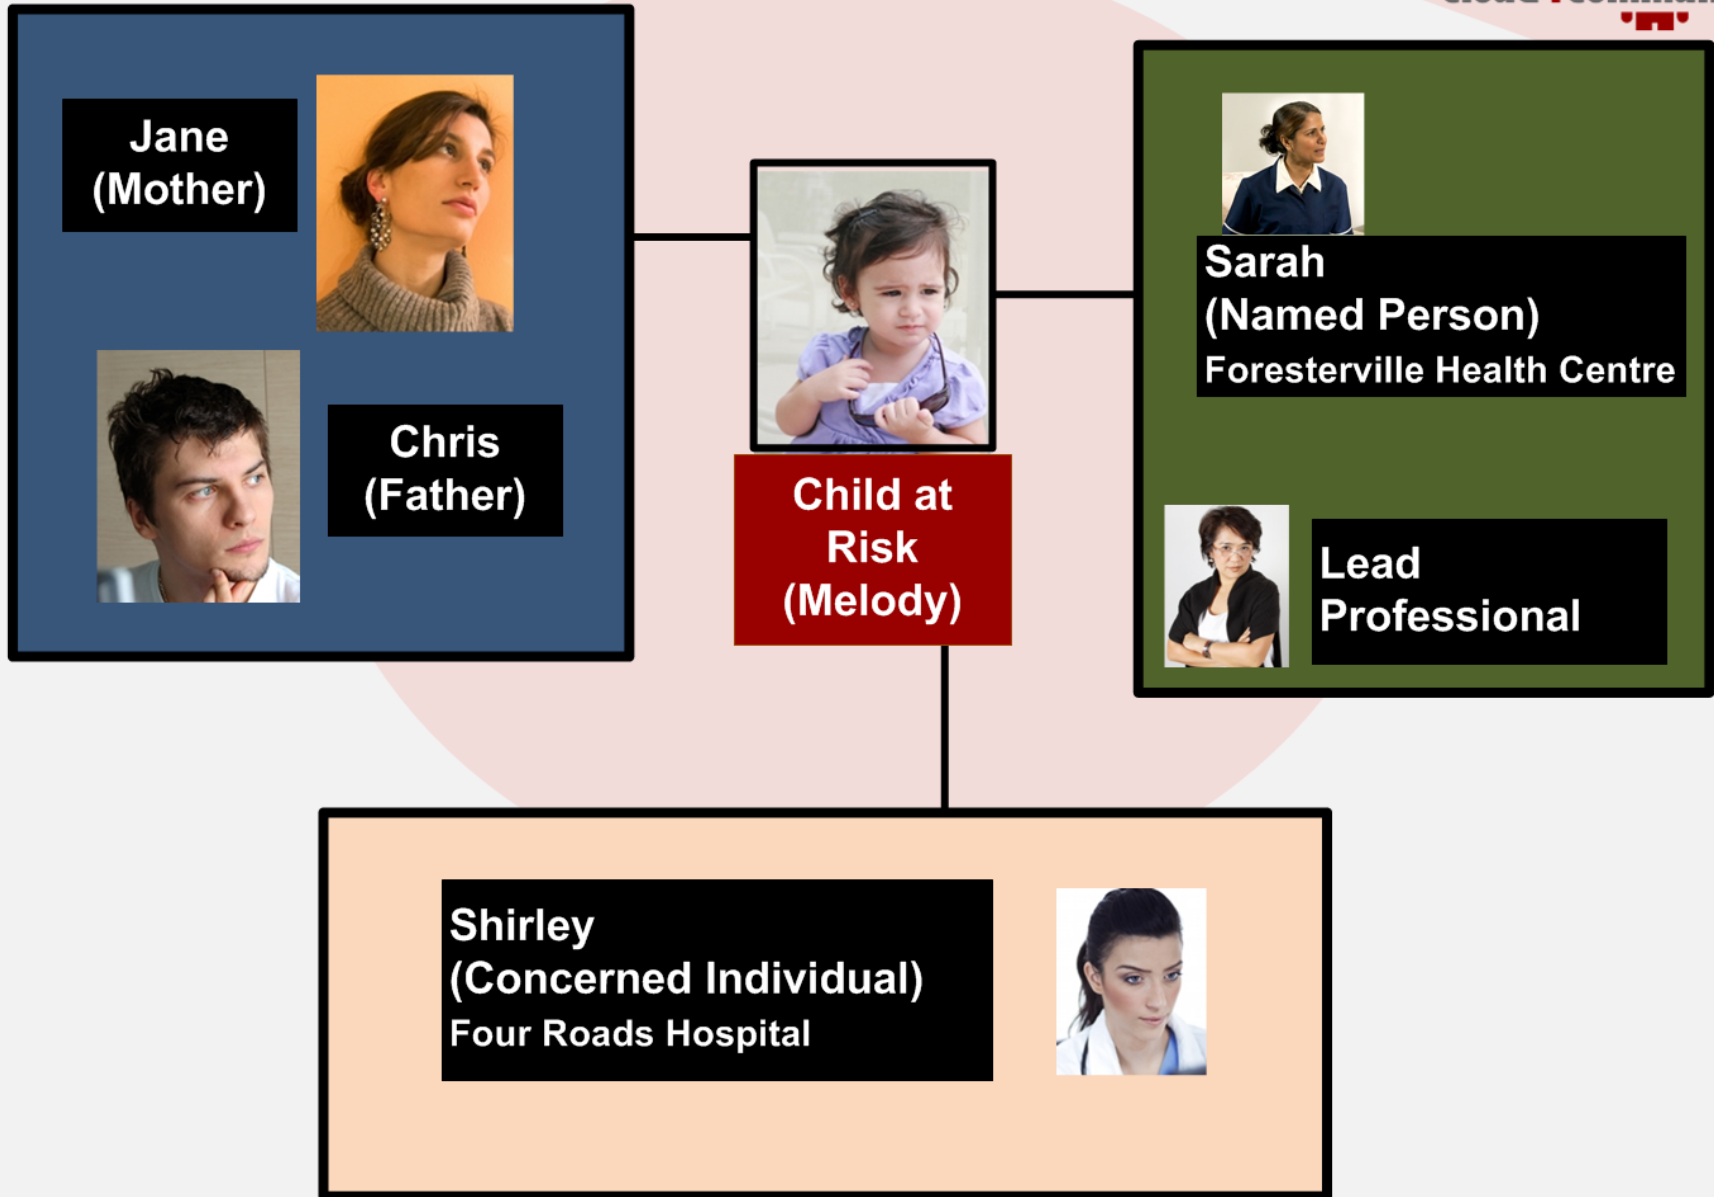 Jane
(Mother)
Chris
(Father)
Child at
Risk
(Melody)
Sarah
(Named Person)
Foresterville Health Centre
Lead
Professional
Shirley
(Concerned Individual)
Four Roads Hospital